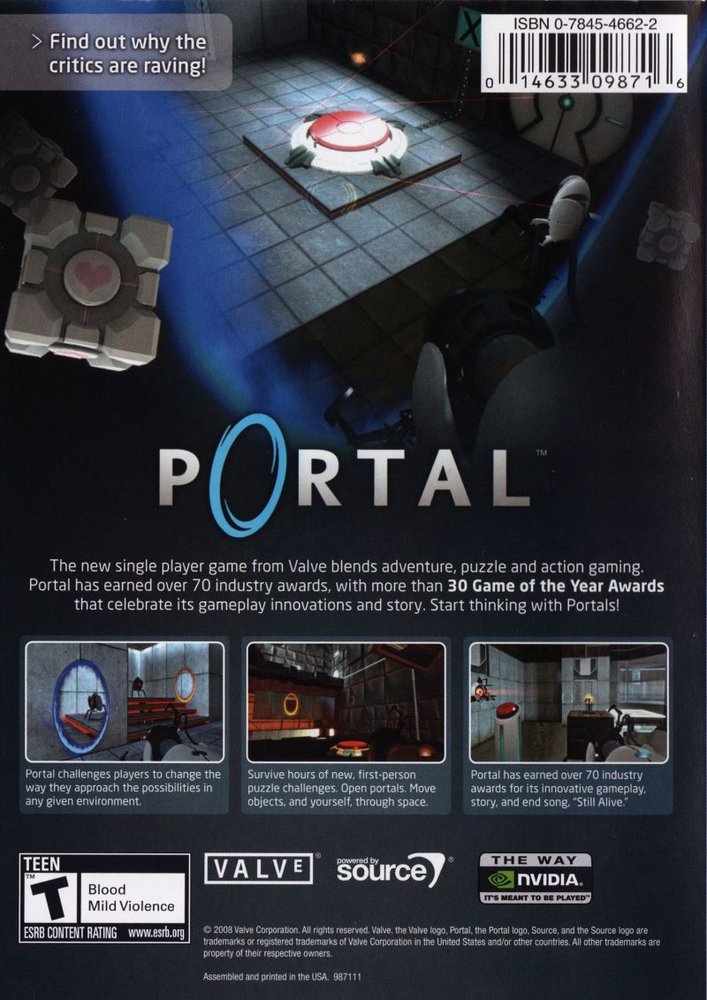 > Find out why the
critics are raving!
ISBN 0-7845-4662-2
0 14633 09871 6
PORTAL™
The new single player game from Valve blends adventure, puzzle and action gaming.
Portal has earned over 70 industry awards, with more than 30 Game of the Year Awards
that celebrate its gameplay innovations and story. Start thinking with Portals!
Portal challenges players to change the
way they approach the possibilities in
any given environment.
Survive hours of new, first-person
puzzle challenges. Open portals. Move
objects, and yourself, through space.
Portal has earned over 70 industry
awards for its innovative gameplay,
story, and end song, “Still Alive.”
TEEN
T™
Blood
Mild Violence
ESRB CONTENT RATING www.esrb.org
VALVE®
powered by
source®
THE WAY
NVIDIA.
IT'S MEANT TO BE PLAYED™
© 2008 Valve Corporation. All rights reserved. Valve, the Valve logo, Portal, the Portal logo, Source, and the Source logo are
trademarks or registered trademarks of Valve Corporation in the United States and/or other countries. All other trademarks are
property of their respective owners.
Assembled and printed in the USA. 987111